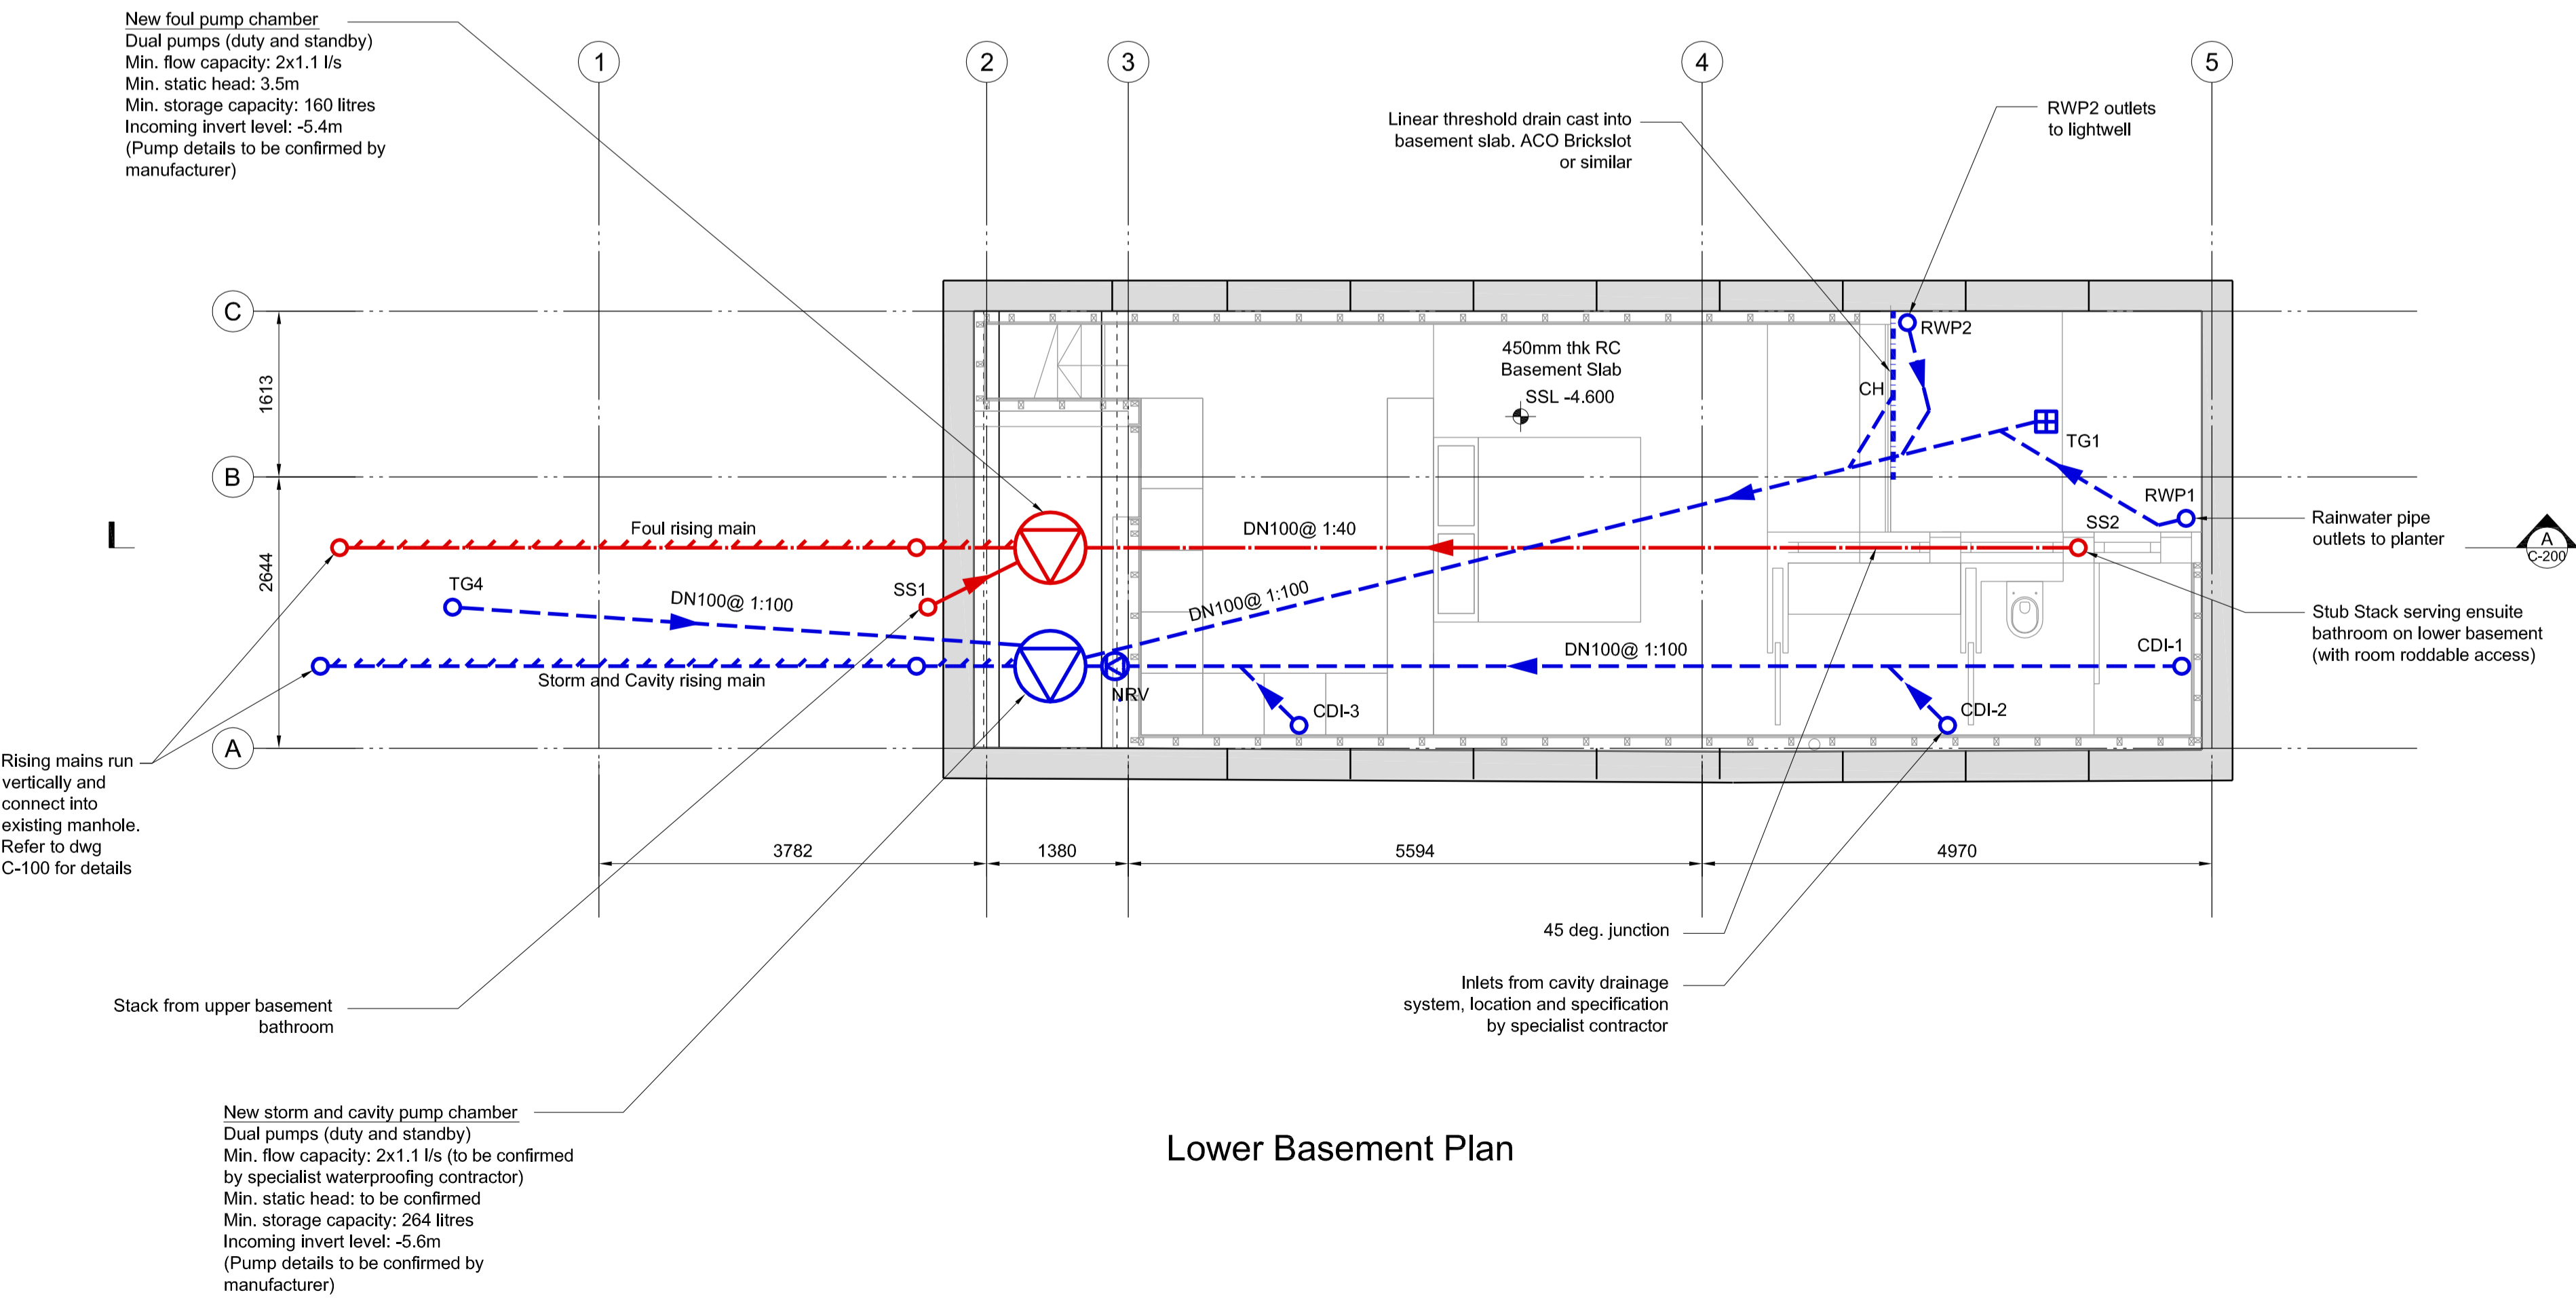 New foul pump chamber
Dual pumps (duty and standby)
Min. flow capacity: 2x1.1 l/s
Min. static head: 3.5m
Min. storage capacity: 160 litres
Incoming invert level: -5.4m
(Pump details to be confirmed by
manufacturer)
1
2
3
4
5
Linear threshold drain cast into
basement slab. ACO Brickslot
or similar
RWP2 outlets
to lightwell
C
B
A
1613
2644
450mm thk RC
Basement Slab
SSL -4.600
RWP2
CH
TG1
RWP1
SS2
Rainwater pipe
outlets to planter
A
C-200
Foul rising main
DN100@ 1:40
TG4
DN100@ 1:100
SS1
DN100@ 1:100
Stub Stack serving ensuite
bathroom on lower basement
(with room roddable access)
DN100@ 1:100
CDI-1
Storm and Cavity rising main
NRV
CDI-3
CDI-2
Rising mains run
vertically and
connect into
existing manhole.
Refer to dwg
C-100 for details
3782
1380
5594
4970
45 deg. junction
Inlets from cavity drainage
system, location and specification
by specialist contractor
Stack from upper basement
bathroom
New storm and cavity pump chamber
Dual pumps (duty and standby)
Min. flow capacity: 2x1.1 l/s (to be confirmed
by specialist waterproofing contractor)
Min. static head: to be confirmed
Min. storage capacity: 264 litres
Incoming invert level: -5.6m
(Pump details to be confirmed by
manufacturer)
Lower Basement Plan